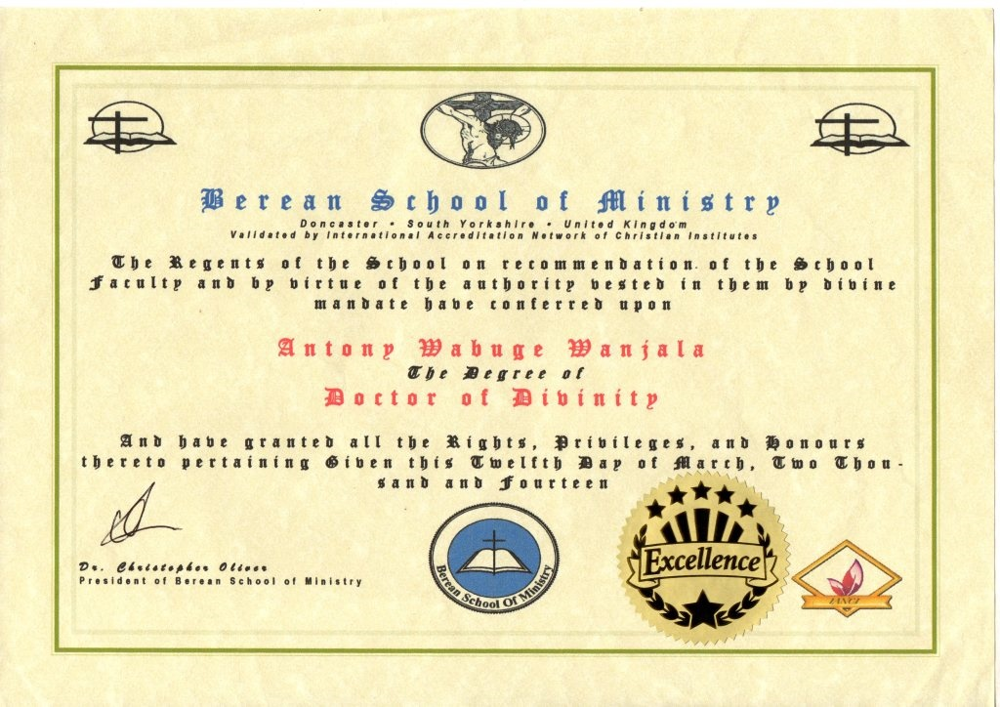 Berean School of Ministry
Doncaster • South Yorkshire • United Kingdom
Validated by International Accreditation Network of Christian Institutes
The Regents of the School on recommendation of the School
Faculty and by virtue of the authority vested in them by divine
mandate have conferred upon
Antony Wabuge Wanjala
The Degree of
Doctor of Divinity
And have granted all the Rights, Privileges, and Honours
thereto pertaining Given this Twelfth Day of March, Two Thou-
sand and Fourteen
Dr. Christopher Oliver
President of Berean School of Ministry
Berean School Of Ministry
Excellence
IANCI